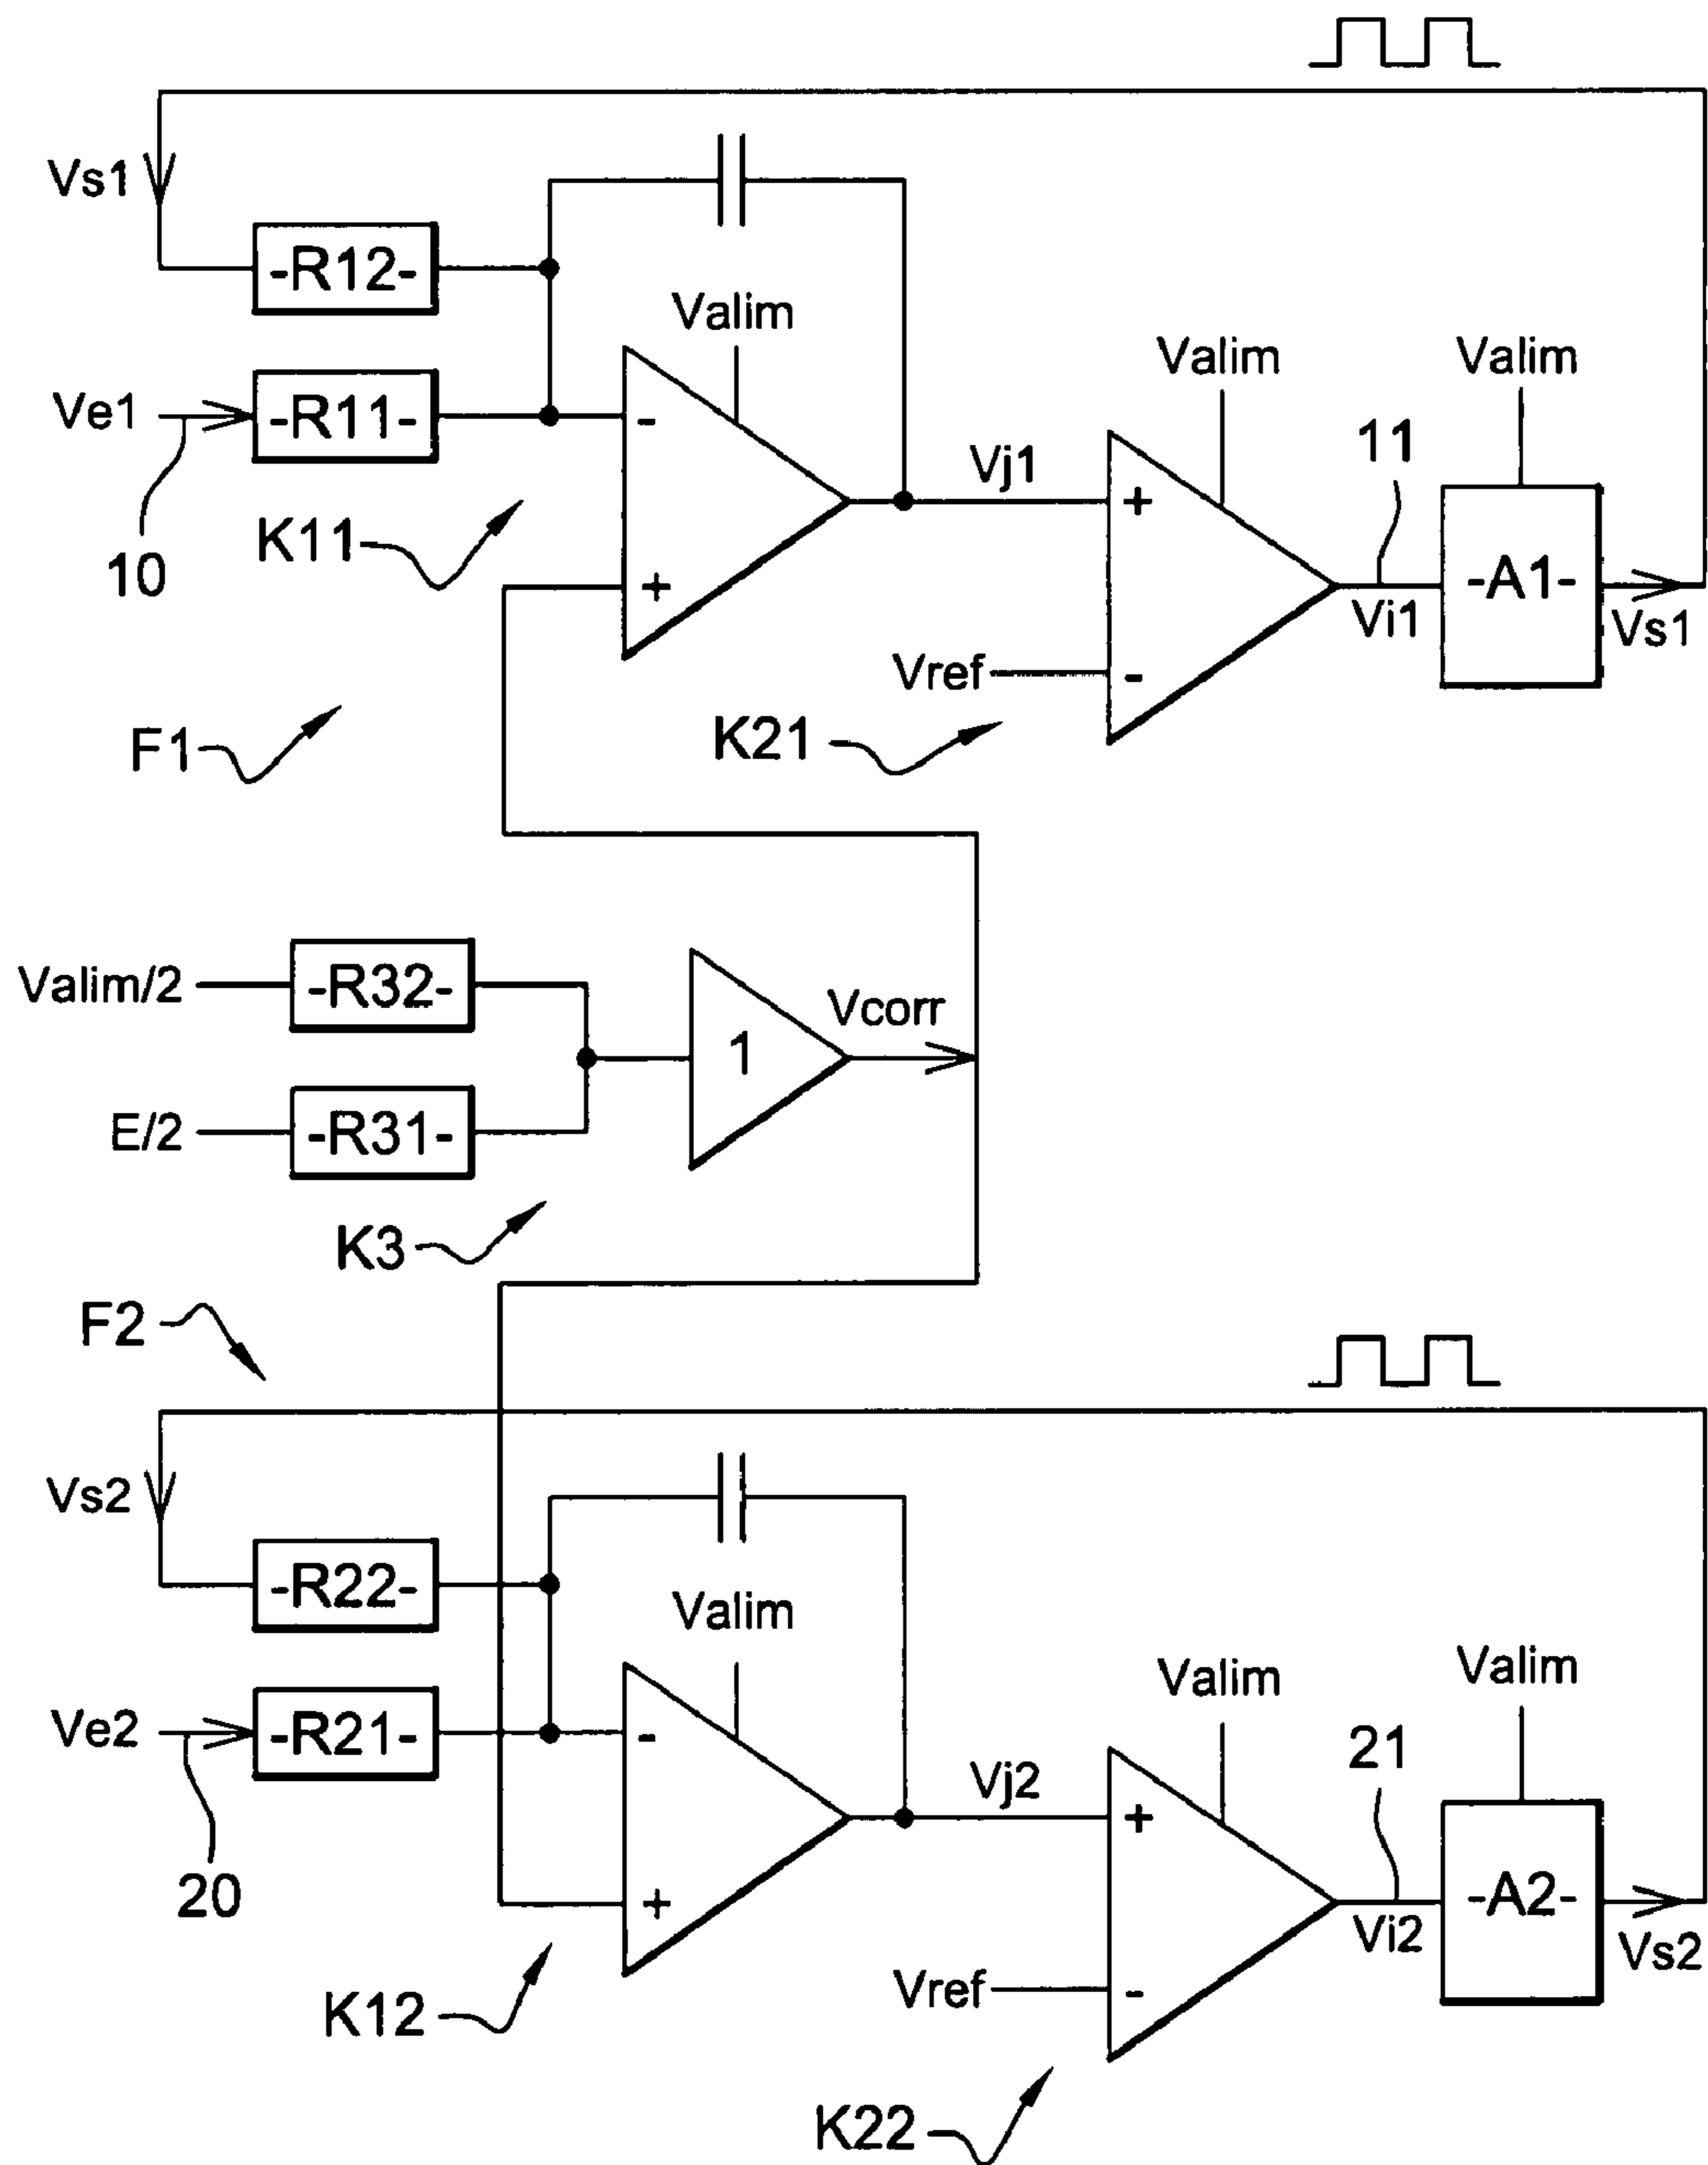 Vs1
-R12-
Valim
Ve1
-R11-
-
Valim
Valim
10
K11
+
Vj1
+
11
-A1-
Vi1
Vs1
Vref
-
F1
K21
Valim/2
-R32-
1
Vcorr
E/2
-R31-
K3
F2
Vs2
-R22-
Valim
Ve2
-R21-
-
Valim
Valim
20
+
Vj2
+
21
-A2-
Vi2
Vs2
Vref
-
K12
K22